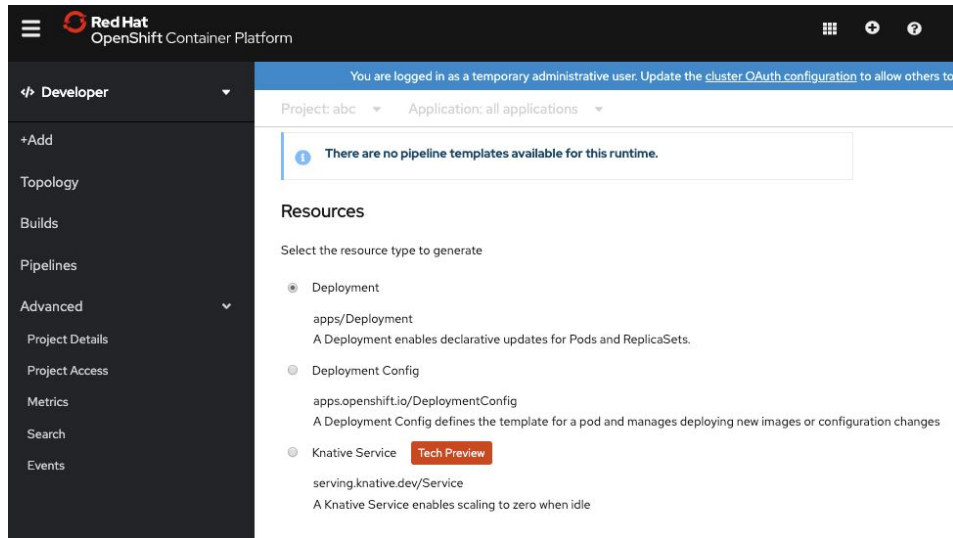 Red Hat
OpenShift Container Platform
Developer
You are logged in as a temporary administrative user. Update the cluster OAuth configuration to allow others to
Project: abc
Application: all applications
+Add
Topology
Builds
Pipelines
Advanced
Project Details
Project Access
Metrics
Search
Events
There are no pipeline templates available for this runtime.
Resources
Select the resource type to generate
Deployment
apps/Deployment
A Deployment enables declarative updates for Pods and ReplicaSets.
Deployment Config
apps.openshift.io/DeploymentConfig
A Deployment Config defines the template for a pod and manages deploying new images or configuration changes
Knative Service Tech Preview
serving.knative.dev/Service
A Knative Service enables scaling to zero when idle